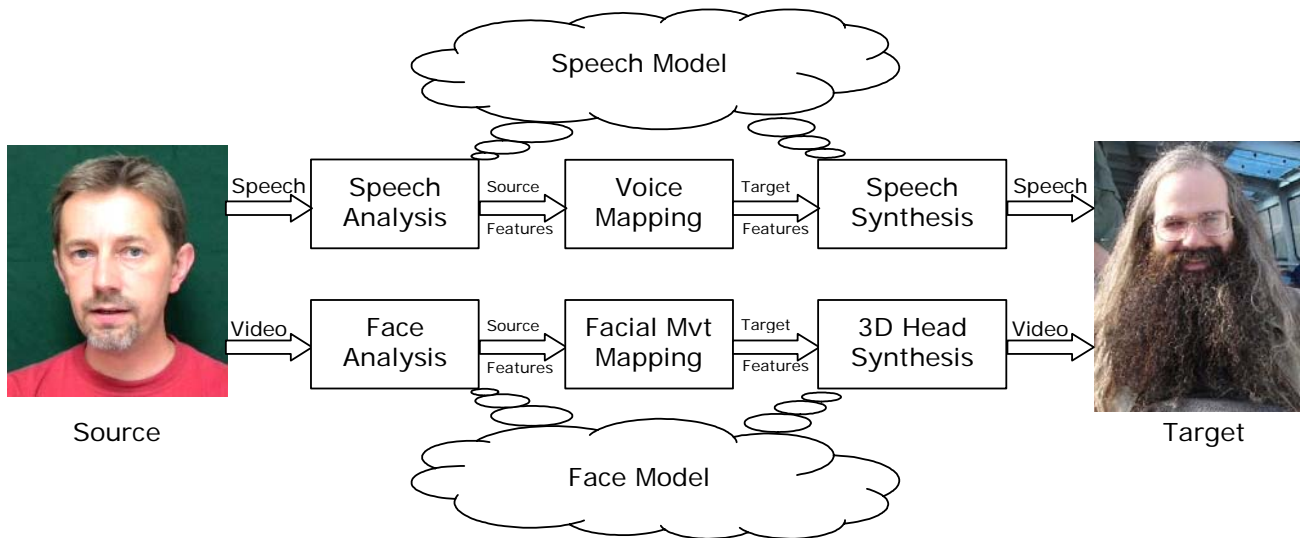 Speech Model
Speech
Speech
Analysis
Source
Features
Voice
Mapping
Target
Features
Speech
Synthesis
Speech
Video
Face
Analysis
Source
Features
Facial Mvt
Mapping
Target
Features
3D Head
Synthesis
Video
Source
Target
Face Model